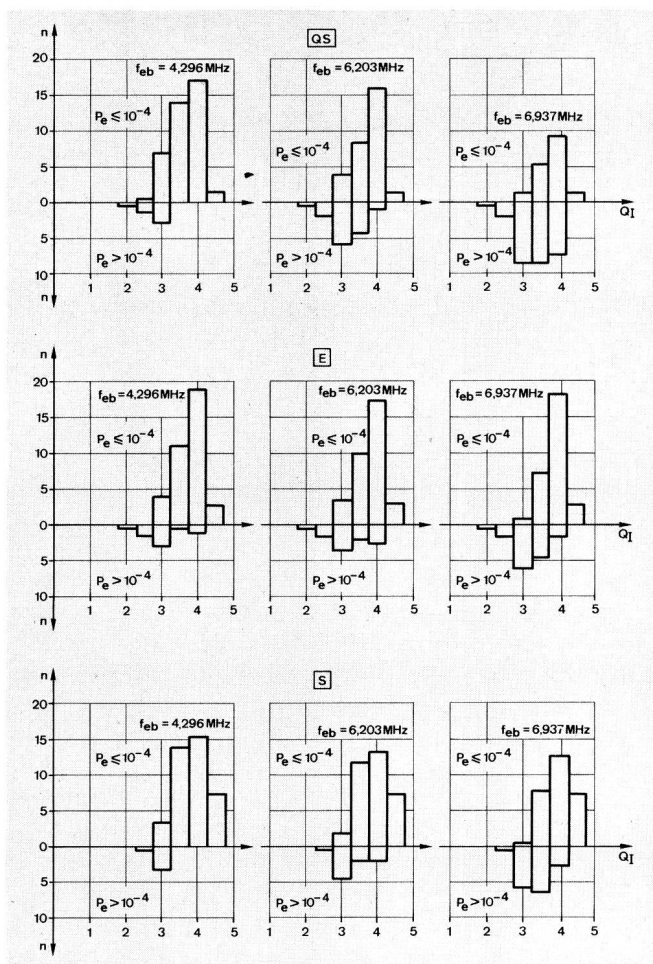 n
QS
20
15
10
5
0
5
10
n
f_eb = 4,296 MHz
P_e ≤ 10⁻⁴
P_e > 10⁻⁴
1 2 3 4 5
f_eb = 6,203 MHz
P_e ≤ 10⁻⁴
P_e > 10⁻⁴
1 2 3 4 5
f_eb = 6,937 MHz
P_e ≤ 10⁻⁴
P_e > 10⁻⁴
1 2 3 4 5
Q_I
n
E
20
15
10
5
0
5
10
n
f_eb = 4,296 MHz
P_e ≤ 10⁻⁴
P_e > 10⁻⁴
1 2 3 4 5
f_eb = 6,203 MHz
P_e ≤ 10⁻⁴
P_e > 10⁻⁴
1 2 3 4 5
f_eb = 6,937 MHz
P_e ≤ 10⁻⁴
P_e > 10⁻⁴
1 2 3 4 5
Q_I
n
S
20
15
10
5
0
5
10
n
f_eb = 4,296 MHz
P_e ≤ 10⁻⁴
P_e > 10⁻⁴
1 2 3 4 5
f_eb = 6,203 MHz
P_e ≤ 10⁻⁴
P_e > 10⁻⁴
1 2 3 4 5
f_eb = 6,937 MHz
P_e ≤ 10⁻⁴
P_e > 10⁻⁴
1 2 3 4 5
Q_I